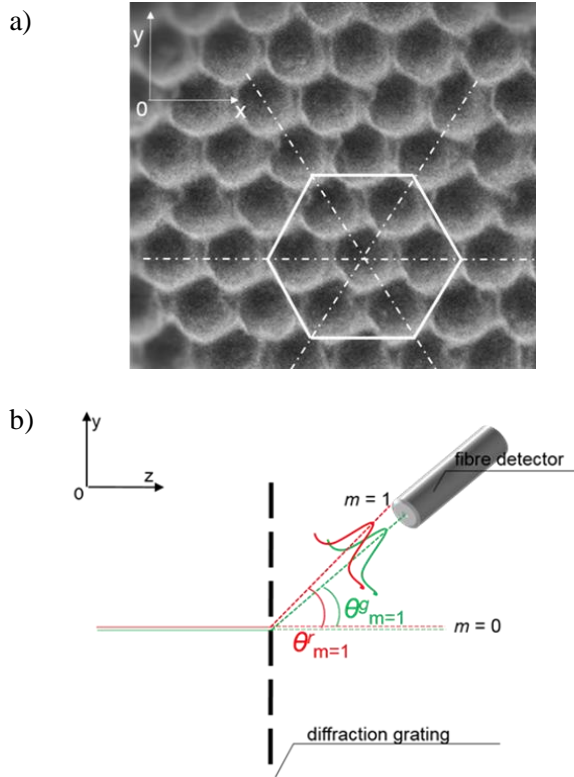 a)
y
0
x
b)
y
z
0
fibre detector
m = 1
θᵍₘ₌₁
m = 0
θʳₘ₌₁
diffraction grating